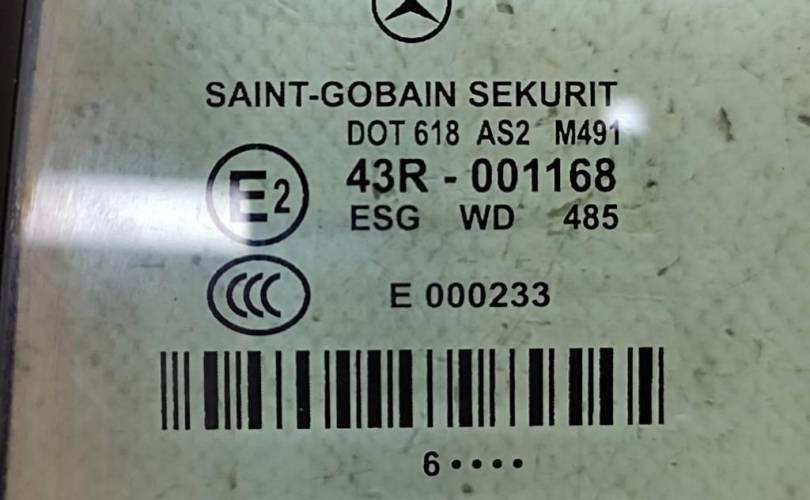 SAINT-GOBAIN SEKURIT
DOT 618 AS2 M491
E2 43R - 001168
ESG WD 485
CCC E 000233
6 • • • •